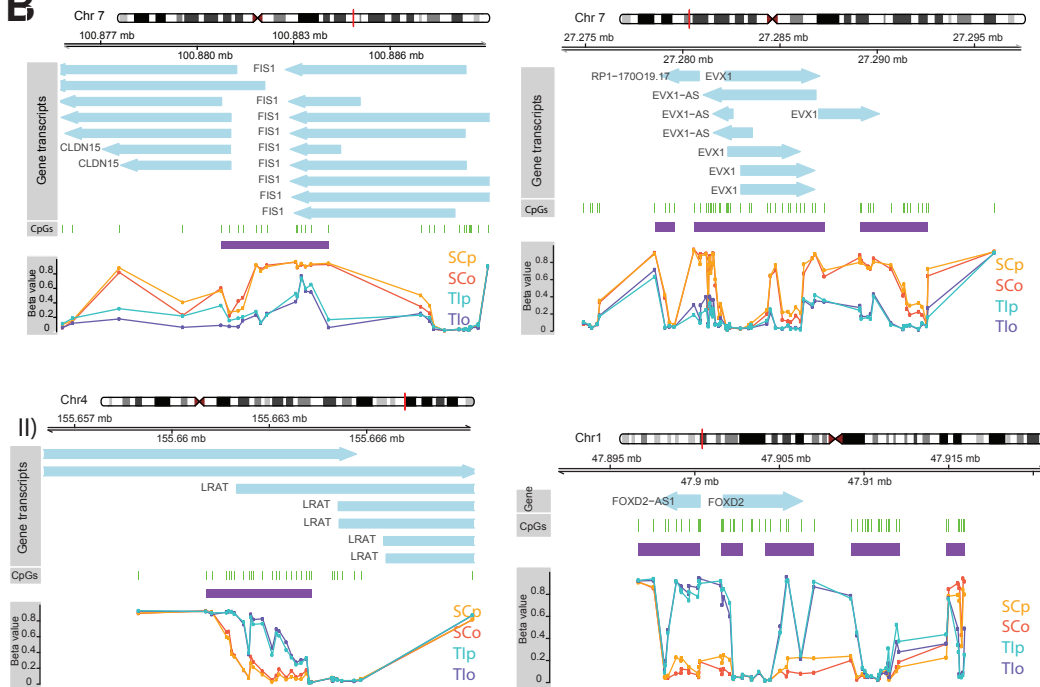 B
Chr 7
100.877 mb
100.883 mb
100.880 mb
100.886 mb
Gene transcripts
FIS1
FIS1
FIS1
FIS1
CLDN15
FIS1
CLDN15
FIS1
FIS1
FIS1
FIS1
CpGs
Beta value
0.8
0.6
0.4
0.2
0
SCp
SCo
TIp
TIo
Chr 7
27.275 mb
27.285 mb
27.295 mb
27.280 mb
27.290 mb
Gene transcripts
RP1-170O19.17
EVX1
EVX1-AS
EVX1-AS
EVX1
EVX1-AS
EVX1
EVX1
EVX1
CpGs
Beta value
0.8
0.6
0.4
0.2
0
SCp
SCo
TIp
TIo
II)
Chr4
155.657 mb
155.663 mb
155.66 mb
155.666 mb
Gene transcripts
LRAT
LRAT
LRAT
LRAT
LRAT
CpGs
Beta value
0.8
0.6
0.4
0.2
0
SCp
SCo
TIp
TIo
Chr1
47.895 mb
47.905 mb
47.915 mb
47.9 mb
47.91 mb
Gene
FOXD2-AS1
FOXD2
CpGs
Beta value
0.8
0.6
0.4
0.2
0
SCp
SCo
TIp
TIo